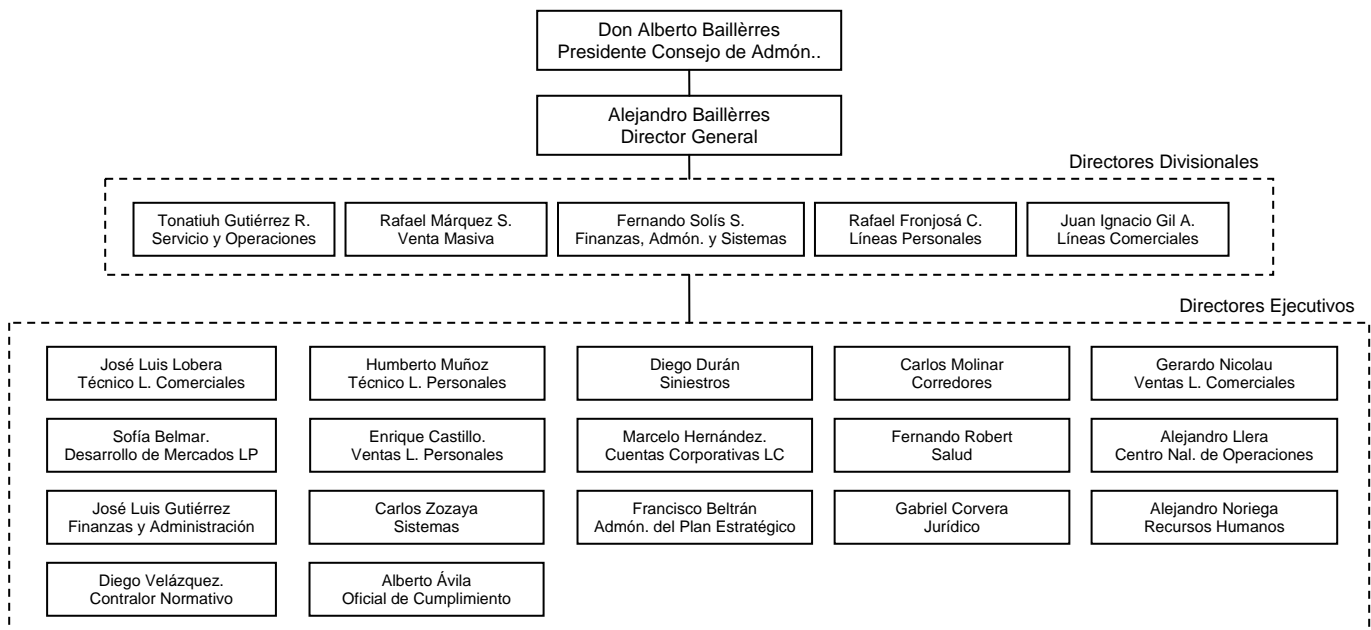 Don Alberto Baillèrres
Presidente Consejo de Admón..
Alejandro Baillèrres
Director General
Directores Divisionales
Tonatiuh Gutiérrez R.
Servicio y Operaciones
Rafael Márquez S.
Venta Masiva
Fernando Solís S.
Finanzas, Admón. y Sistemas
Rafael Fronjosá C.
Líneas Personales
Juan Ignacio Gil A.
Líneas Comerciales
Directores Ejecutivos
José Luis Lobera
Técnico L. Comerciales
Humberto Muñoz
Técnico L. Personales
Diego Durán
Siniestros
Carlos Molinar
Corredores
Gerardo Nicolau
Ventas L. Comerciales
Sofía Belmar.
Desarrollo de Mercados LP
Enrique Castillo.
Ventas L. Personales
Marcelo Hernández.
Cuentas Corporativas LC
Fernando Robert
Salud
Alejandro Llera
Centro Nal. de Operaciones
José Luis Gutiérrez
Finanzas y Administración
Carlos Zozaya
Sistemas
Francisco Beltrán
Admón. del Plan Estratégico
Gabriel Corvera
Jurídico
Alejandro Noriega
Recursos Humanos
Diego Velázquez.
Contralor Normativo
Alberto Ávila
Oficial de Cumplimiento